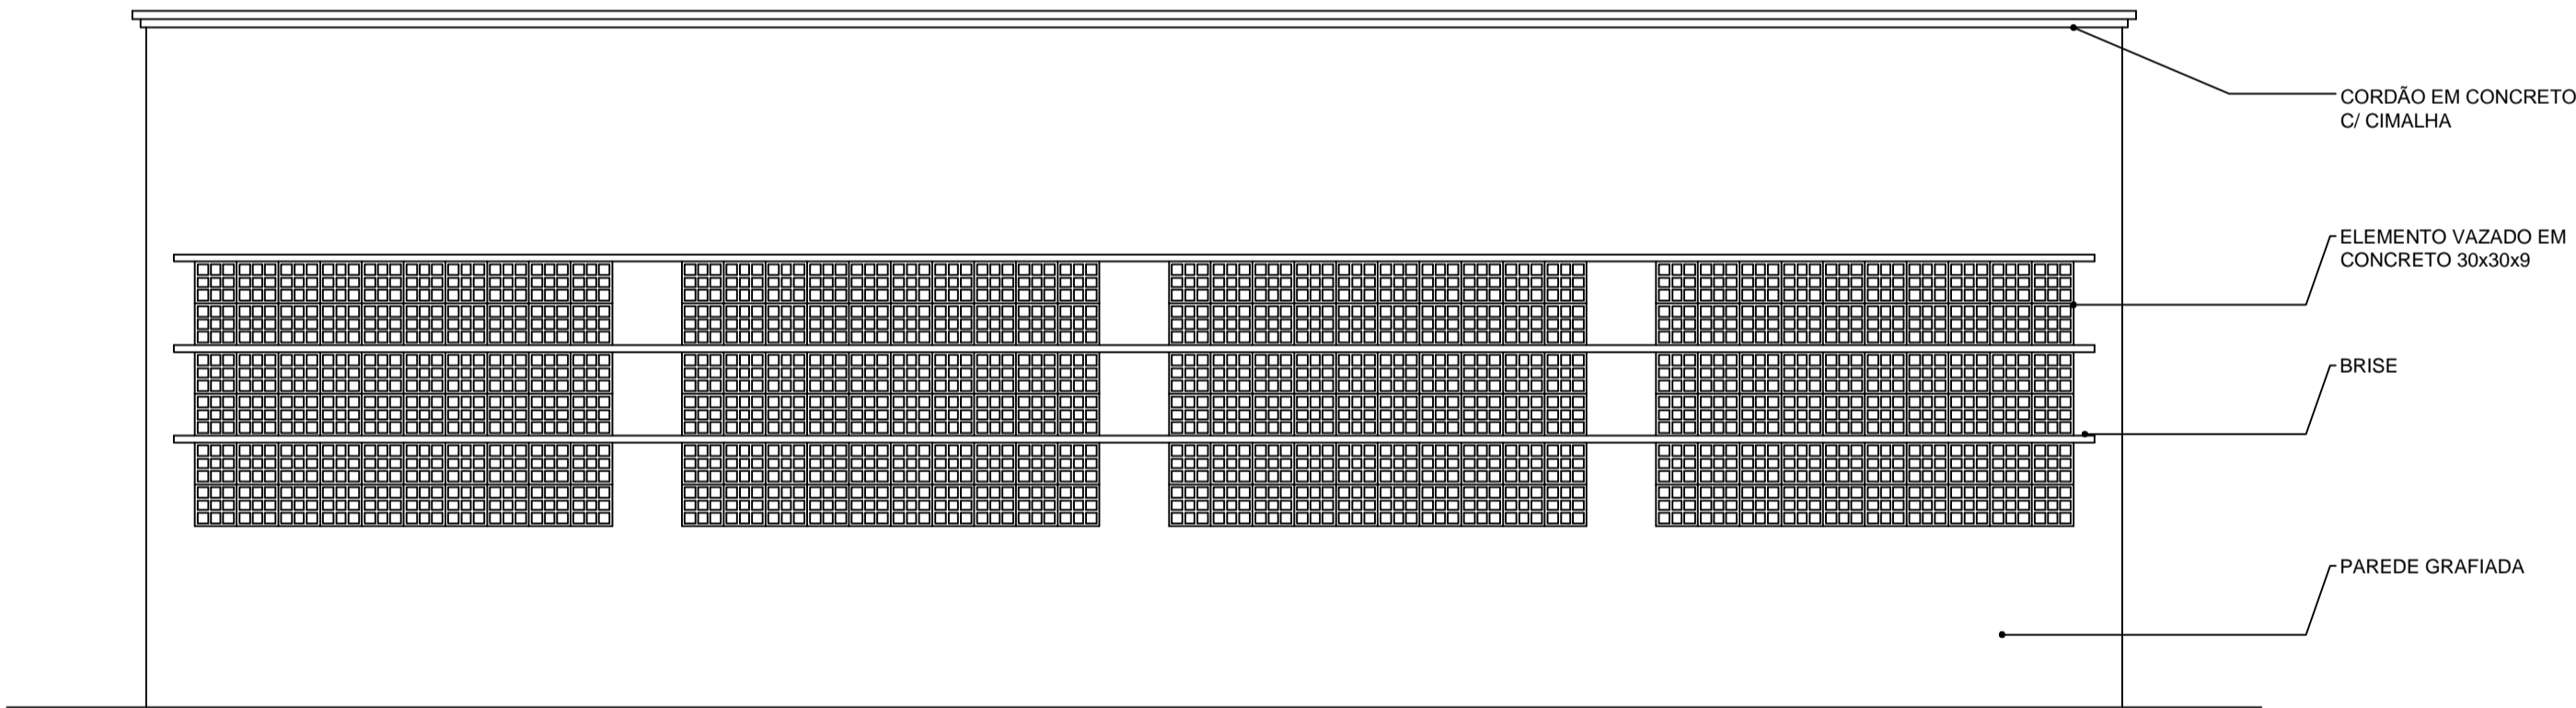 CORDÃO EM CONCRETO
C/ CIMALHA
ELEMENTO VAZADO EM
CONCRETO 30x30x9
BRISE
PAREDE GRAFIADA